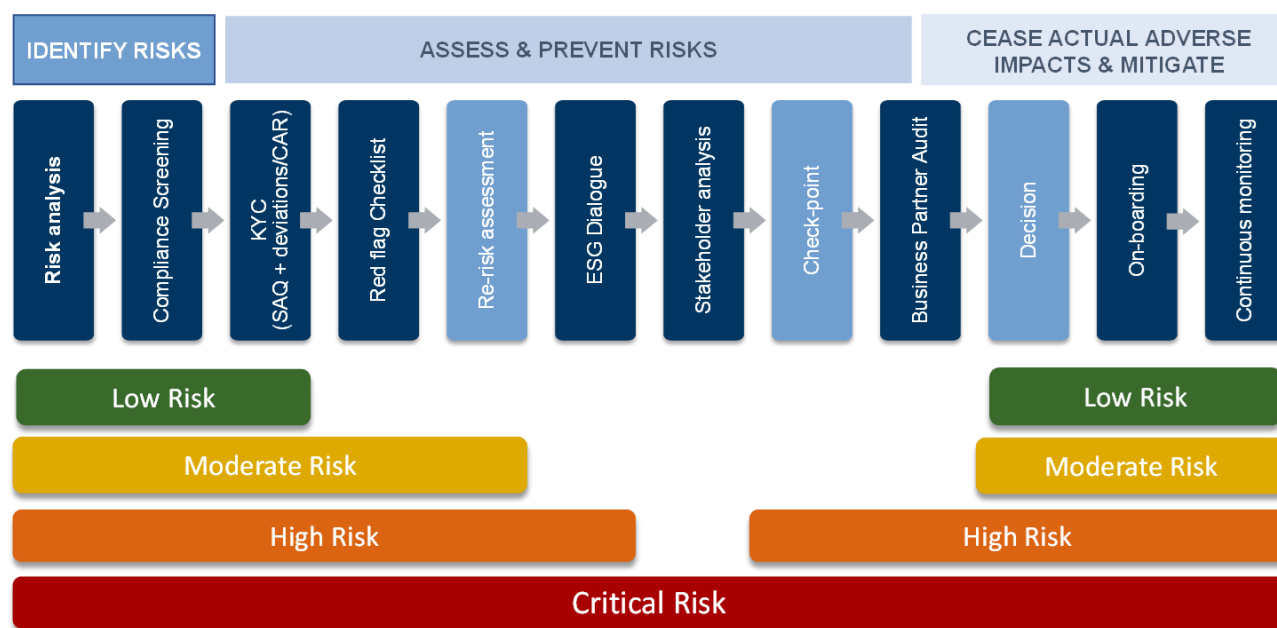 IDENTIFY RISKS
ASSESS & PREVENT RISKS
CEASE ACTUAL ADVERSE
IMPACTS & MITIGATE
Risk analysis
Compliance Screening
KYC
(SAQ + deviations/CAR)
Red flag Checklist
Re-risk assessment
ESG Dialogue
Stakeholder analysis
Check-point
Business Partner Audit
Decision
On-boarding
Continuous monitoring
Low Risk
Low Risk
Moderate Risk
Moderate Risk
High Risk
High Risk
Critical Risk